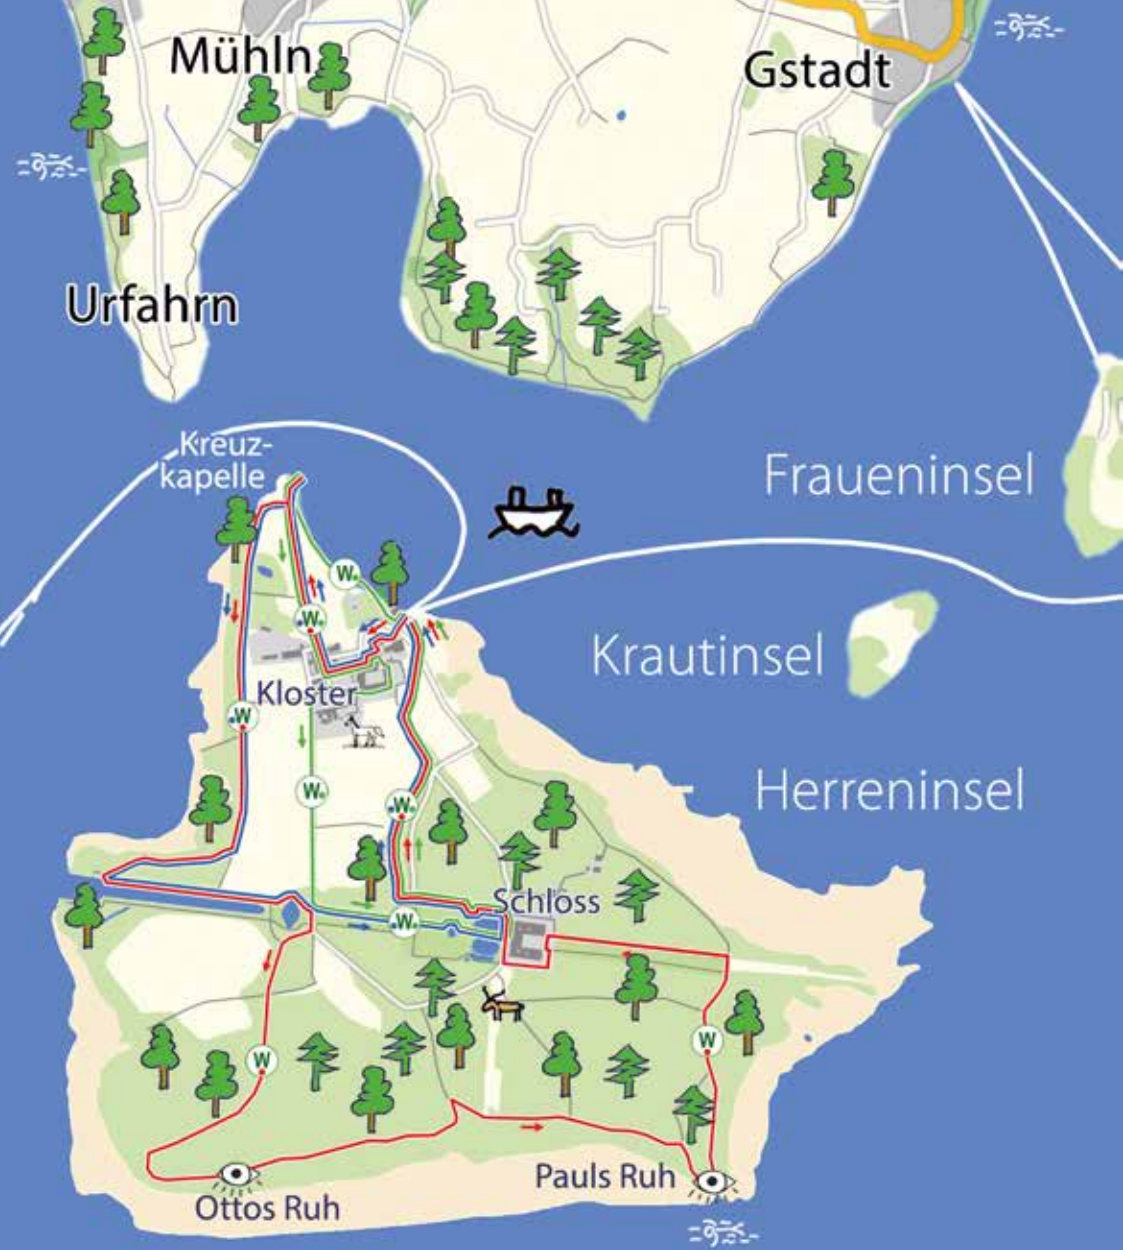 Mühln
Gstadt
Urfahrn
Kreuz-
kapelle
Fraueninsel
W
W
Krautinsel
Kloster
W
Herreninsel
W
W
Schloss
W
W
W
Pauls Ruh
Ottos Ruh